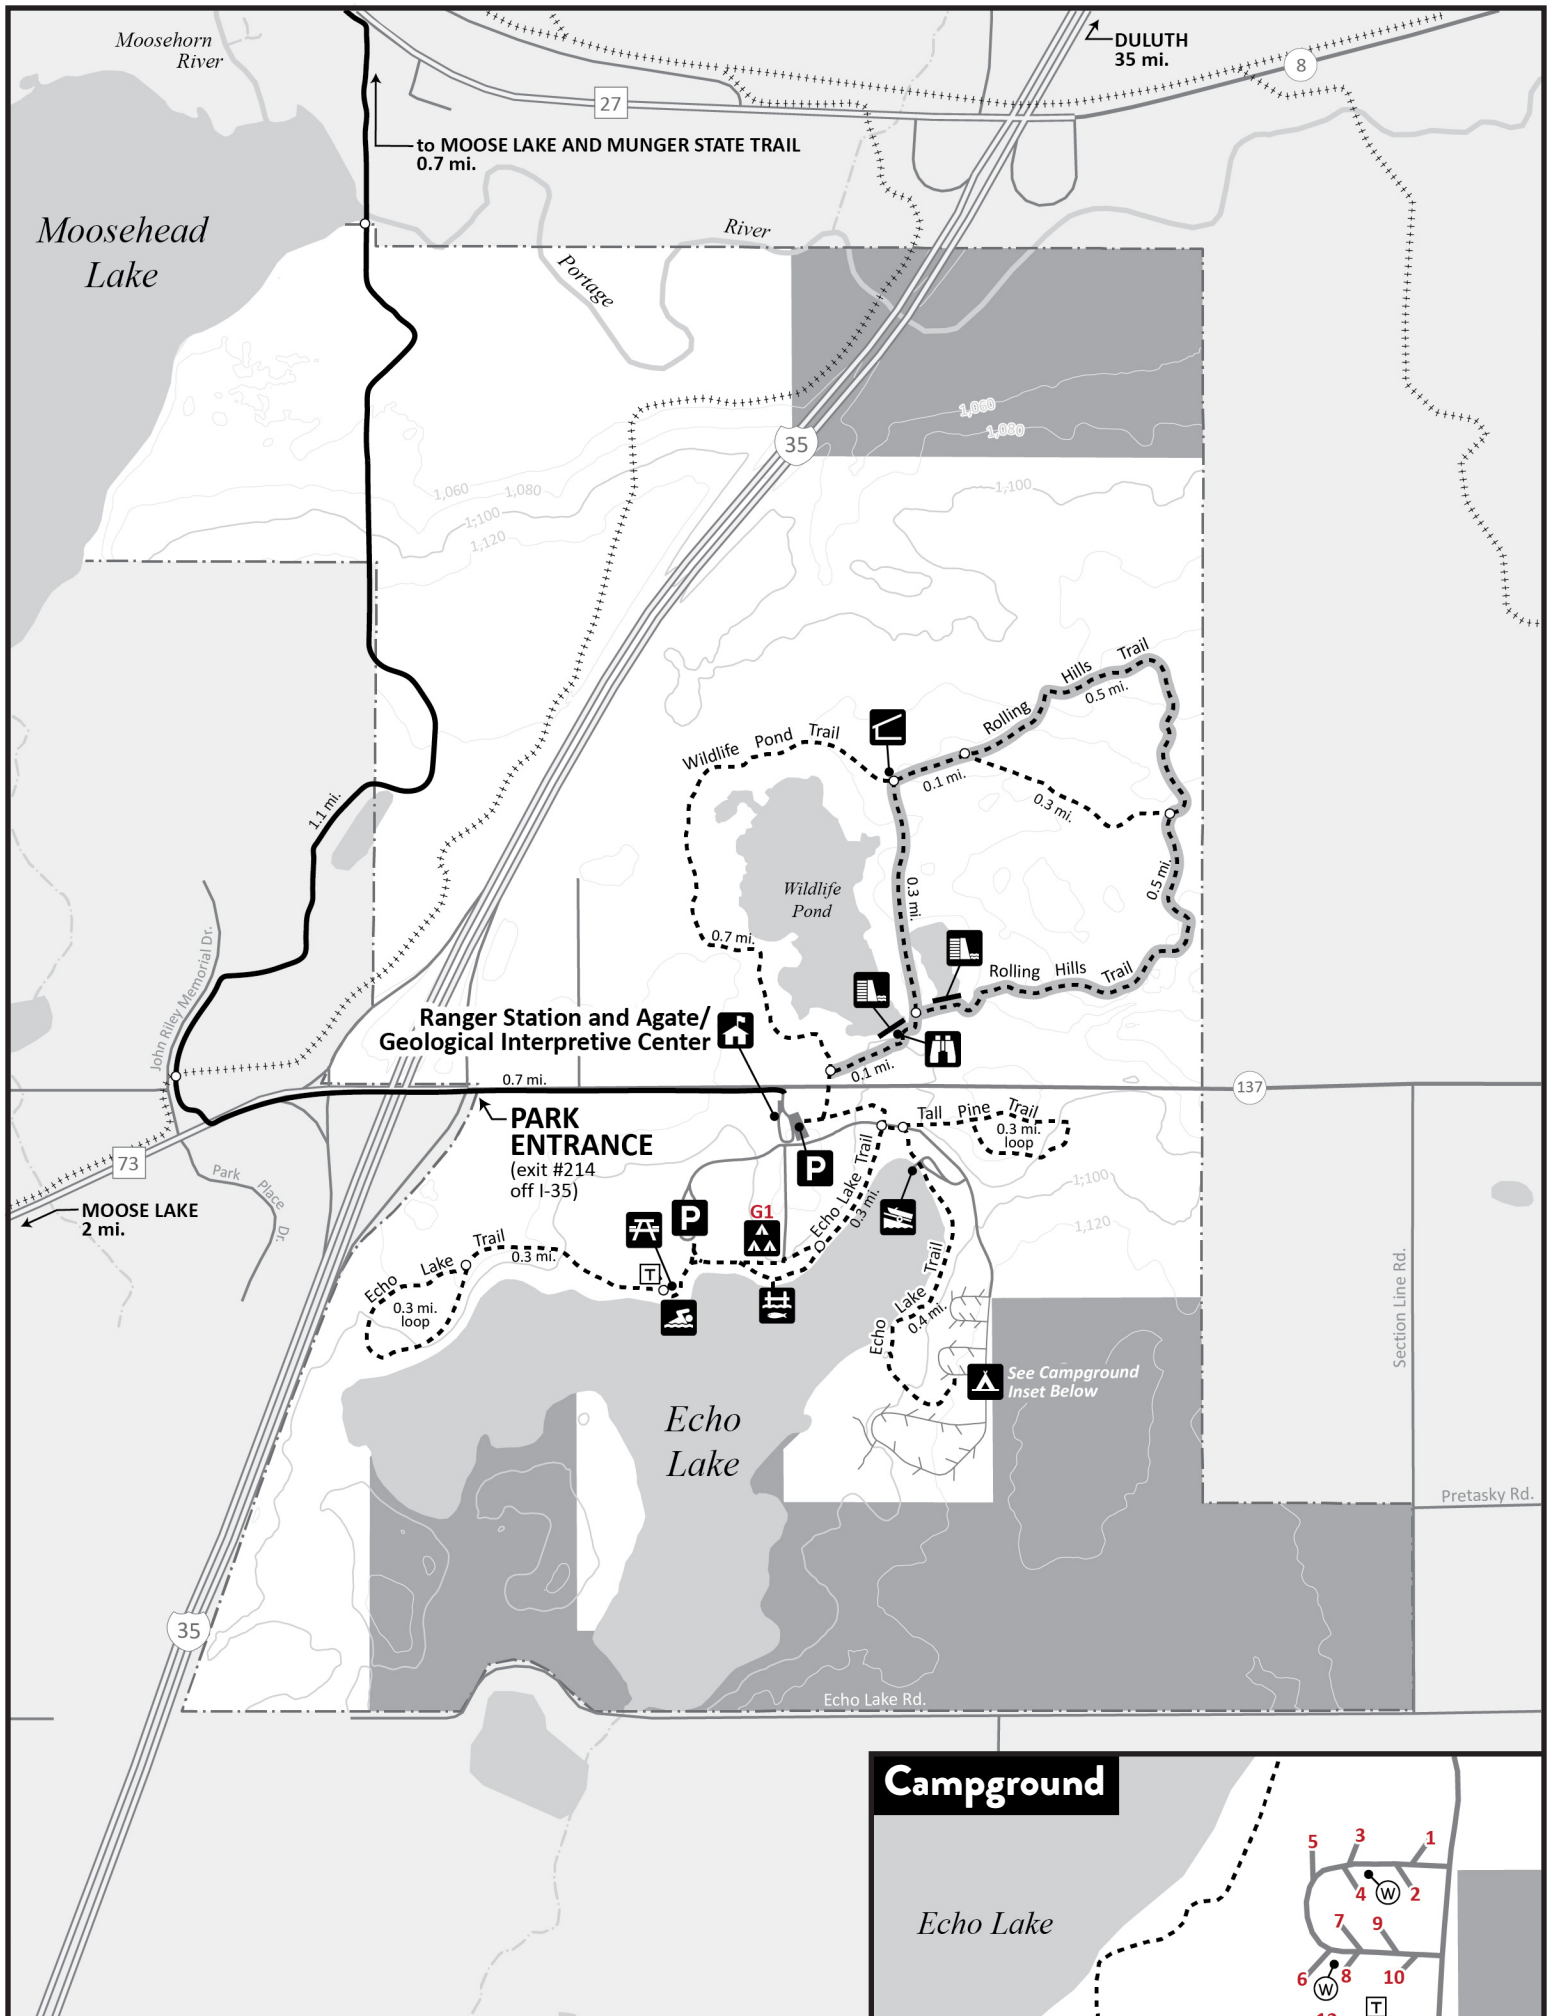 Moosehorn
River
DULUTH
35 mi.
8
27
to MOOSE LAKE AND MUNGER STATE TRAIL
0.7 mi.
Moosehead
Lake
River
Portage
35
1,060
1,080
1,060
1,080
1,100
1,120
1,100
Rolling Hills Trail
0.5 mi.
Wildlife Pond Trail
0.1 mi.
0.3 mi.
1.1 mi.
Wildlife
Pond
0.3 mi.
0.5 mi.
0.7 mi.
Rolling Hills Trail
John Riley Memorial Dr.
Ranger Station and Agate/
Geological Interpretive Center
0.1 mi.
0.7 mi.
137
PARK
ENTRANCE
(exit #214
off I-35)
Tall Pine Trail
0.3 mi.
loop
P
73
Park Place Dr.
MOOSE LAKE
2 mi.
Echo Lake Trail
0.3 mi.
1,100
1,120
P
G1
Echo Lake Trail
0.3 mi.
T
0.3 mi.
loop
Echo Lake Trail
0.4 mi.
Section Line Rd.
See Campground
Inset Below
Echo
Lake
Pretasky Rd.
35
Echo Lake Rd.
Campground
5
3
1
4
W
2
Echo Lake
7
9
6
W
8
10
T